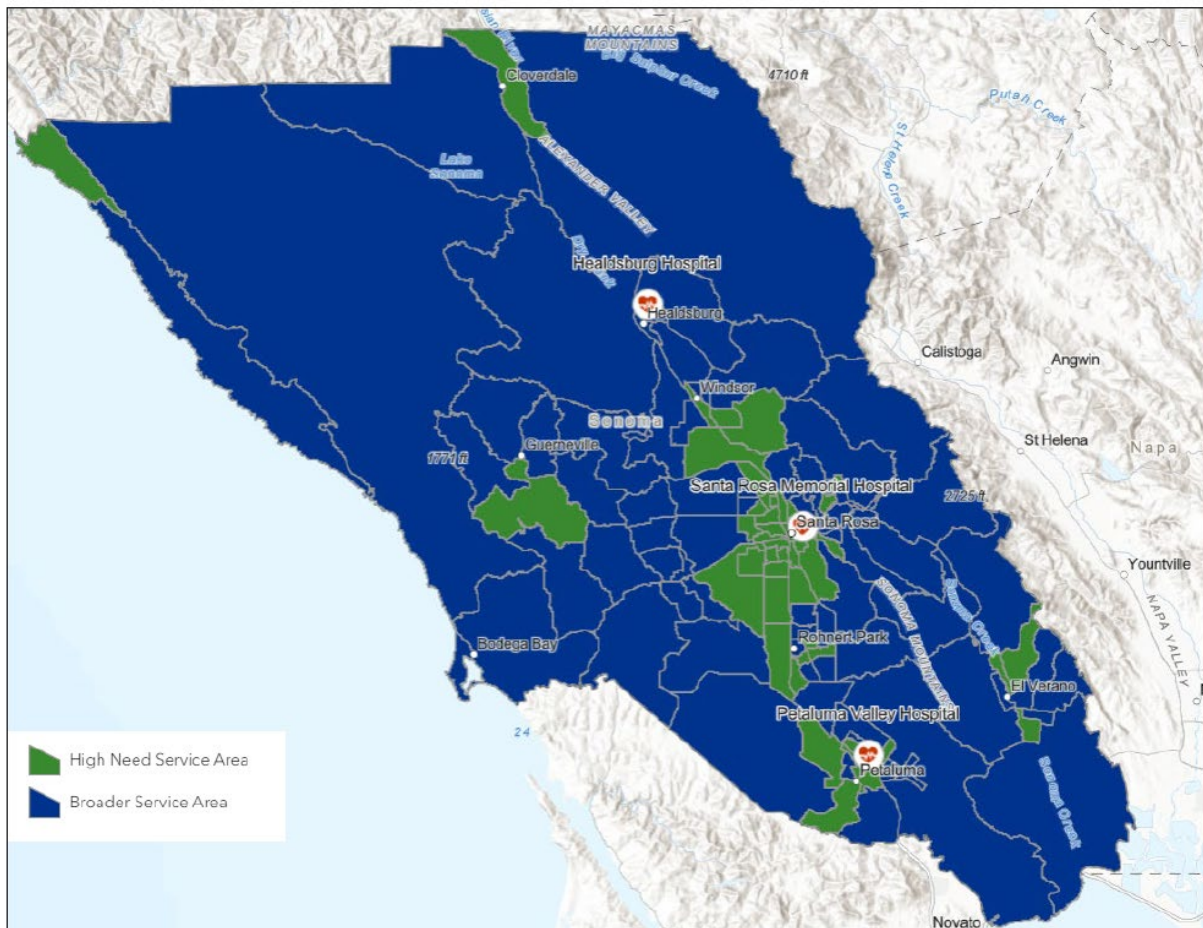 MAYACMAS
MOUNTAINS
Big Sulphur Creek
4710 ft
Cloverdale
Putah Creek
St Helena Creek
Lake
Sonoma
ALEXANDER VALLEY
Healdsburg Hospital
Healdsburg
Calistoga
Angwin
Windsor
Sonoma
Guerneville
1771 ft
St Helena
Napa
Santa Rosa Memorial Hospital
2725 ft
Santa Rosa
Yountville
SONOMA MOUNTAINS
Sonoma Creek
NAPA VALLEY
Bodega Bay
Rohnert Park
El Verano
Petaluma Valley Hospital
24
Petaluma
High Need Service Area
Broader Service Area
Sonoma Creek
Novato